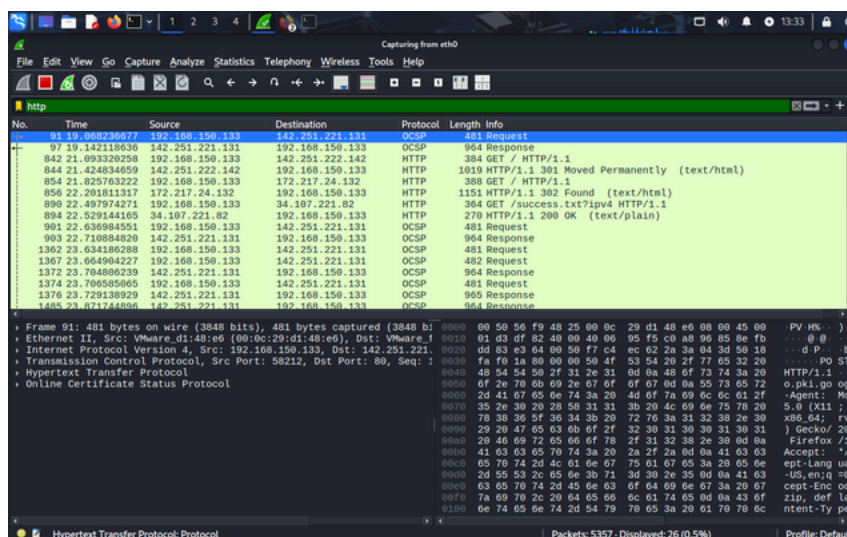 1 2 3 4 13:33
Capturing from eth0
File Edit View Go Capture Analyze Statistics Telephony Wireless Tools Help
http
No. Time Source Destination Protocol Length Info
91 19.068236677 192.168.150.133 142.251.221.131 OCSP 481 Request
97 19.142118636 142.251.221.131 192.168.150.133 OCSP 964 Response
842 21.093320258 192.168.150.133 142.251.222.142 HTTP 384 GET / HTTP/1.1
844 21.424834659 142.251.222.142 192.168.150.133 HTTP 1019 HTTP/1.1 301 Moved Permanently (text/html)
854 21.825763222 192.168.150.133 172.217.24.132 HTTP 388 GET / HTTP/1.1
856 22.201811317 172.217.24.132 192.168.150.133 HTTP 1151 HTTP/1.1 302 Found (text/html)
890 22.497974271 192.168.150.133 34.107.221.82 HTTP 364 GET /success.txt?ipv4 HTTP/1.1
894 22.529144165 34.107.221.82 192.168.150.133 HTTP 270 HTTP/1.1 200 OK (text/plain)
901 22.636984551 192.168.150.133 142.251.221.131 OCSP 481 Request
903 22.710884820 142.251.221.131 192.168.150.133 OCSP 964 Response
1362 23.634186288 192.168.150.133 142.251.221.131 OCSP 481 Request
1367 23.664904227 192.168.150.133 142.251.221.131 OCSP 482 Request
1372 23.704806239 142.251.221.131 192.168.150.133 OCSP 964 Response
1374 23.706585065 192.168.150.133 142.251.221.131 OCSP 481 Request
1376 23.729138929 142.251.221.131 192.168.150.133 OCSP 965 Response
1485 23.871744896 142.251.221.131 192.168.150.133 OCSP 964 Response
Frame 91: 481 bytes on wire (3848 bits), 481 bytes captured (3848 bi
Ethernet II, Src: VMware_d1:48:e6 (00:0c:29:d1:48:e6), Dst: VMware_f
Internet Protocol Version 4, Src: 192.168.150.133, Dst: 142.251.221.
Transmission Control Protocol, Src Port: 58212, Dst Port: 80, Seq: 1
Hypertext Transfer Protocol
Online Certificate Status Protocol
0000 00 50 56 f9 48 25 00 0c 29 d1 48 e6 08 00 45 00 ·PV·H%·· )
0010 01 d3 df 82 40 00 40 06 95 f5 c0 a8 96 85 8e fb ····@·@·
0020 dd 83 e3 64 00 50 f7 c4 ec 62 2a 3a 04 3d 50 18 ···d·P·· ·b
0030 fa f0 1a 80 00 00 50 4f 53 54 20 2f 77 65 32 20 ······PO ST
0040 48 54 54 50 2f 31 2e 31 0d 0a 48 6f 73 74 3a 20 HTTP/1.1 ··
0050 6f 2e 70 6b 69 2e 67 6f 6f 67 0d 0a 55 73 65 72 o.pki.go og
0060 2d 41 67 65 6e 74 3a 20 4d 6f 7a 69 6c 6c 61 2f -Agent: Mo
0070 35 2e 30 20 28 58 31 31 3b 20 4c 69 6e 75 78 20 5.0 (X11 ;
0080 78 38 36 5f 36 34 3b 20 72 76 3a 31 32 38 2e 30 x86_64; rv
0090 29 20 47 65 63 6b 6f 2f 32 30 31 30 30 31 30 31 ) Gecko/ 20
00a0 20 46 69 72 65 66 6f 78 2f 31 32 38 2e 30 0d 0a Firefox /1
00b0 41 63 63 65 70 74 3a 20 2a 2f 2a 0d 0a 41 63 63 Accept: */
00c0 65 70 74 2d 4c 61 6e 67 75 61 67 65 3a 20 65 6e ept-Lang ua
00d0 2d 55 53 2c 65 6e 3b 71 3d 30 2e 35 0d 0a 41 63 -US,en;q =0
00e0 63 65 70 74 2d 45 6e 63 6f 64 69 6e 67 3a 20 67 cept-Enc od
00f0 7a 69 70 2c 20 64 65 66 6c 61 74 65 0d 0a 43 6f zip, def la
0100 6e 74 65 6e 74 2d 54 79 70 65 3a 20 61 70 70 6c ntent-Ty pe
Hypertext Transfer Protocol: Protocol Packets: 5357 · Displayed: 26 (0.5%) Profile: Defau